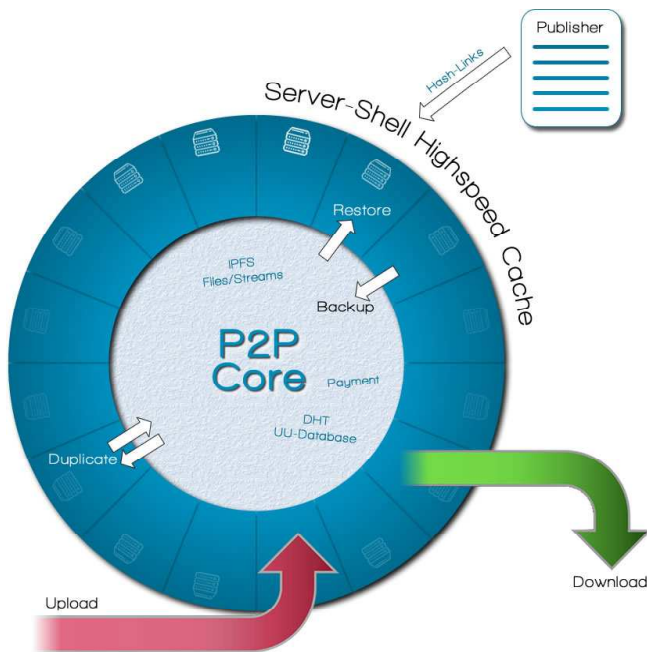 Publisher
Hash-Links
Server-Shell Highspeed Cache
Restore
IPFS
Files/Streams
Backup
P2P
Core
Payment
DHT
UU-Database
Duplicate
Download
Upload